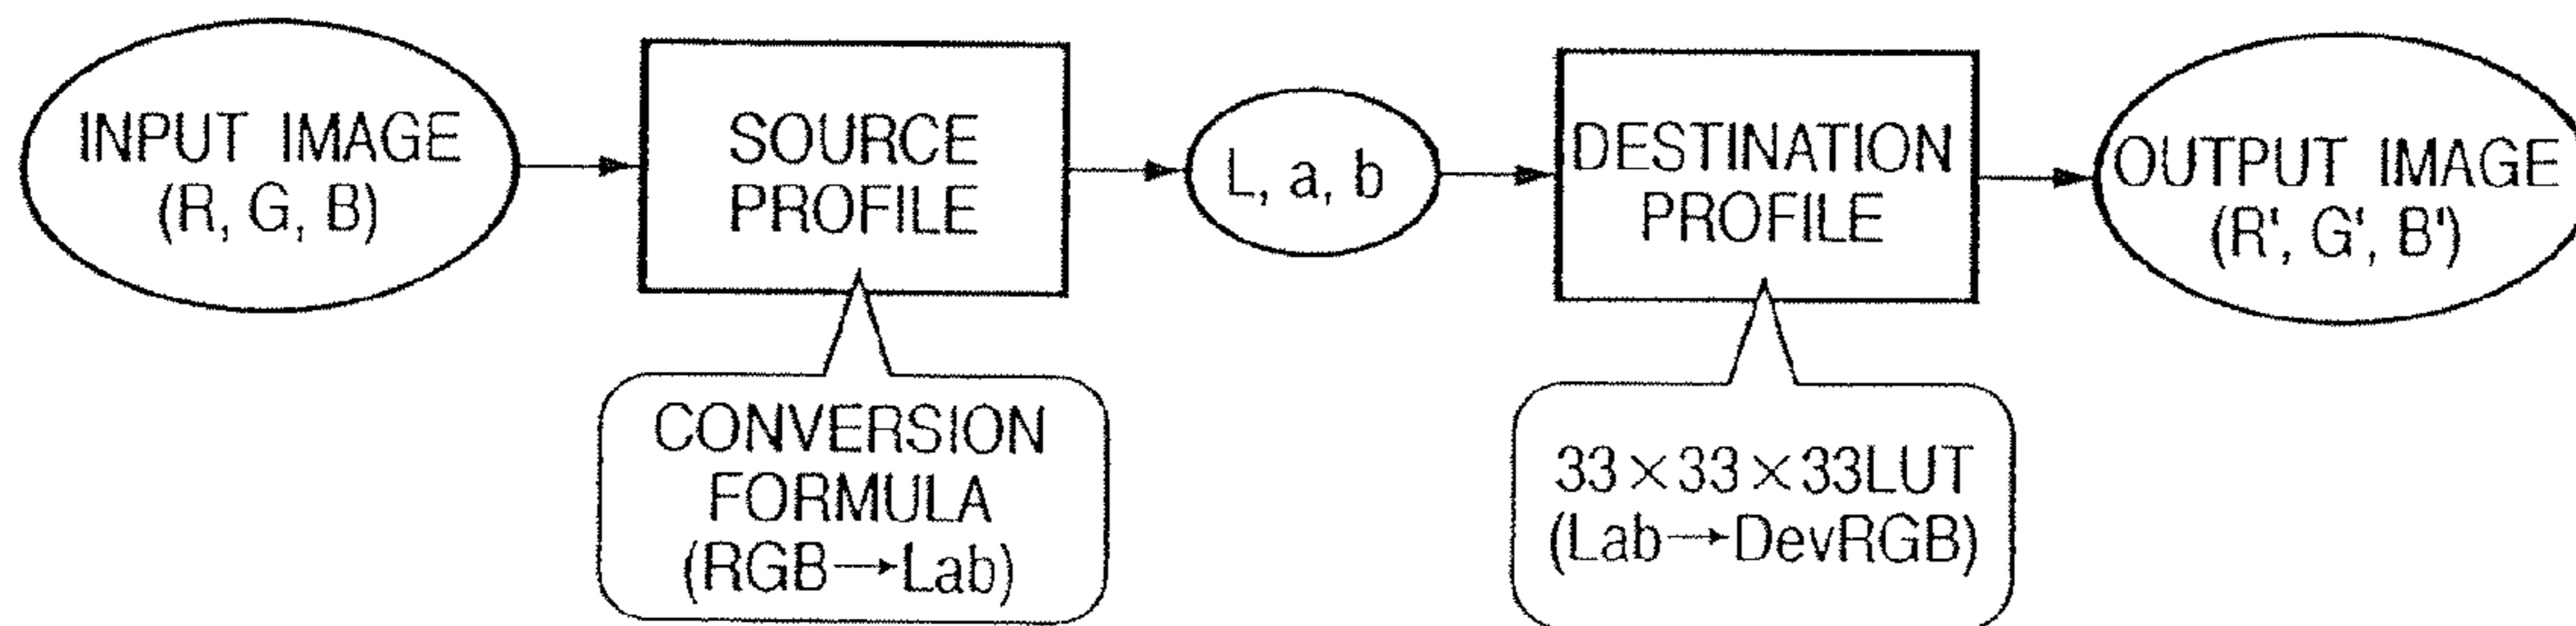 INPUT IMAGE
(R, G, B)
SOURCE
PROFILE
L, a, b
DESTINATION
PROFILE
OUTPUT IMAGE
(R', G', B')
CONVERSION
FORMULA
(RGB→Lab)
33×33×33LUT
(Lab→DevRGB)